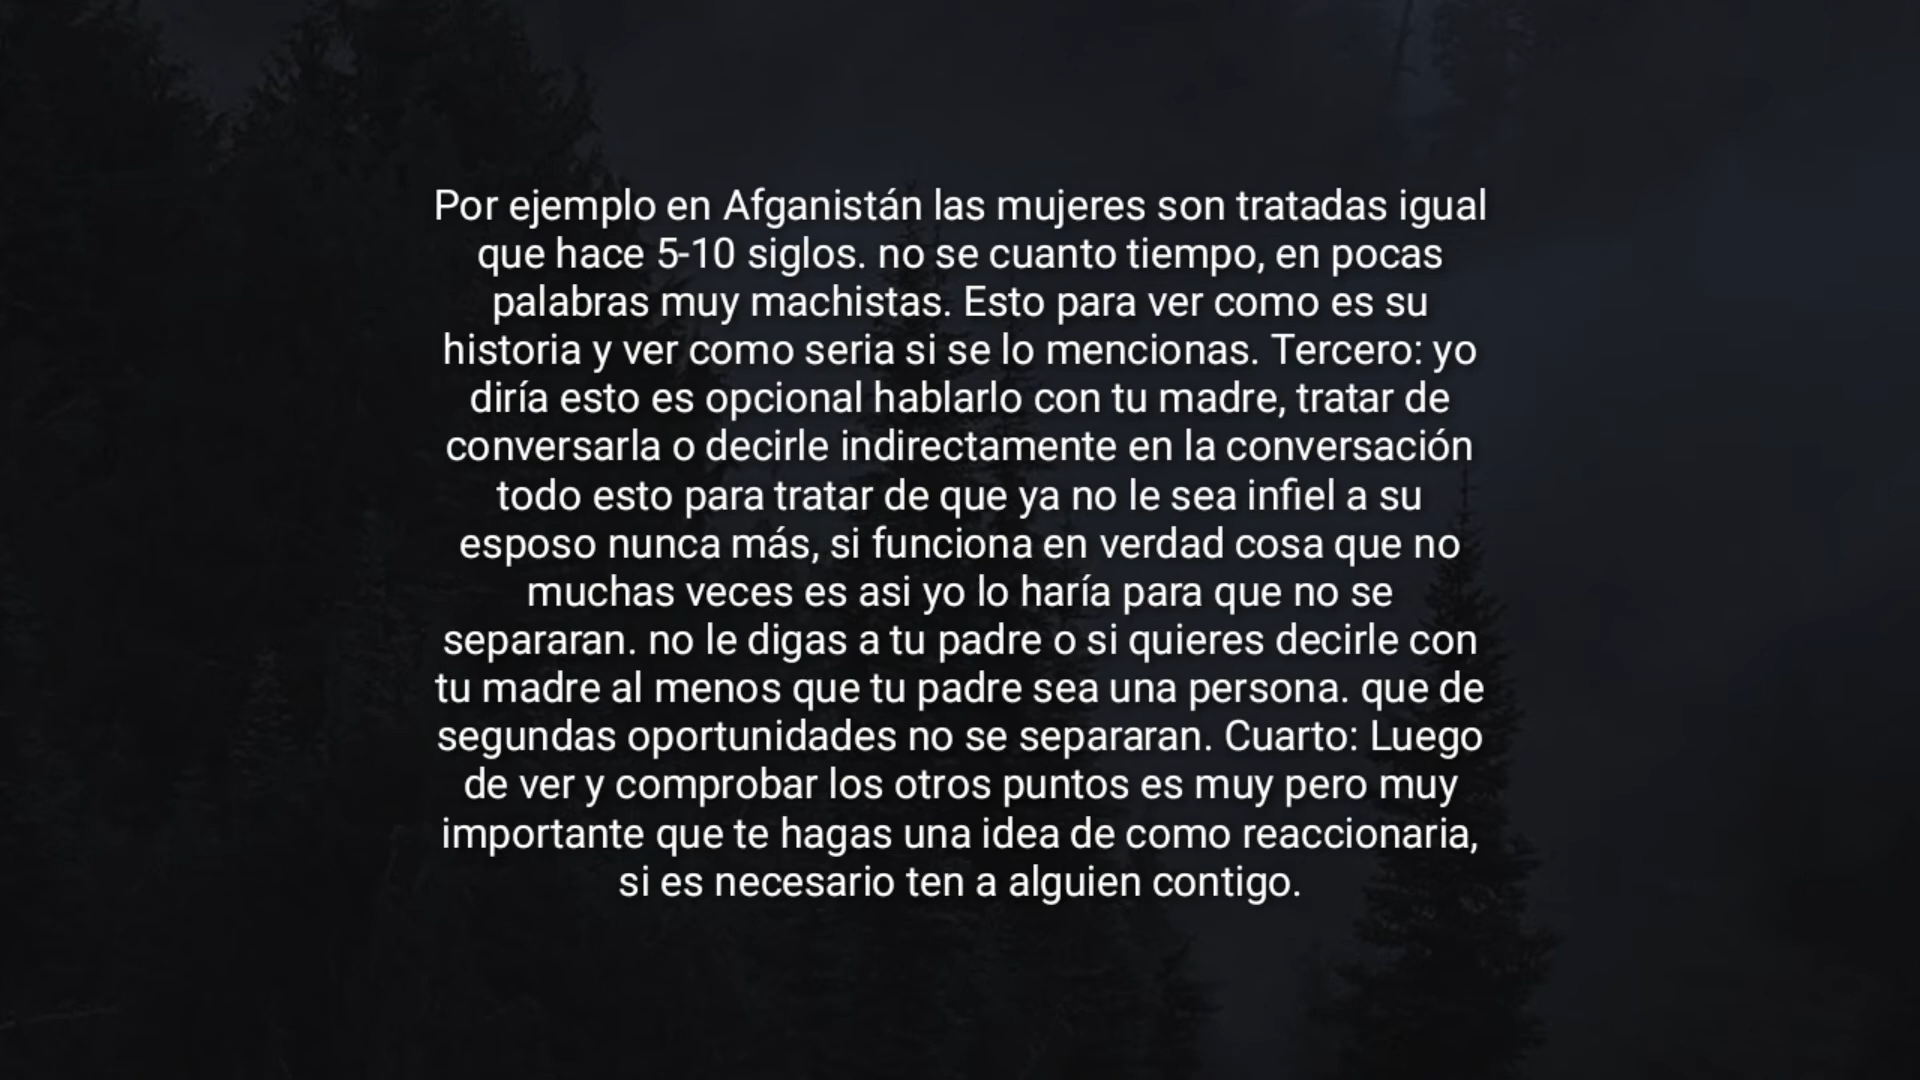 Por ejemplo en Afganistán las mujeres son tratadas igual
que hace 5-10 siglos. no se cuanto tiempo, en pocas
palabras muy machistas. Esto para ver como es su
historia y ver como seria si se lo mencionas. Tercero: yo
diría esto es opcional hablarlo con tu madre, tratar de
conversarla o decirle indirectamente en la conversación
todo esto para tratar de que ya no le sea infiel a su
esposo nunca más, si funciona en verdad cosa que no
muchas veces es asi yo lo haría para que no se
separaran. no le digas a tu padre o si quieres decirle con
tu madre al menos que tu padre sea una persona. que de
segundas oportunidades no se separaran. Cuarto: Luego
de ver y comprobar los otros puntos es muy pero muy
importante que te hagas una idea de como reaccionaria,
si es necesario ten a alguien contigo.